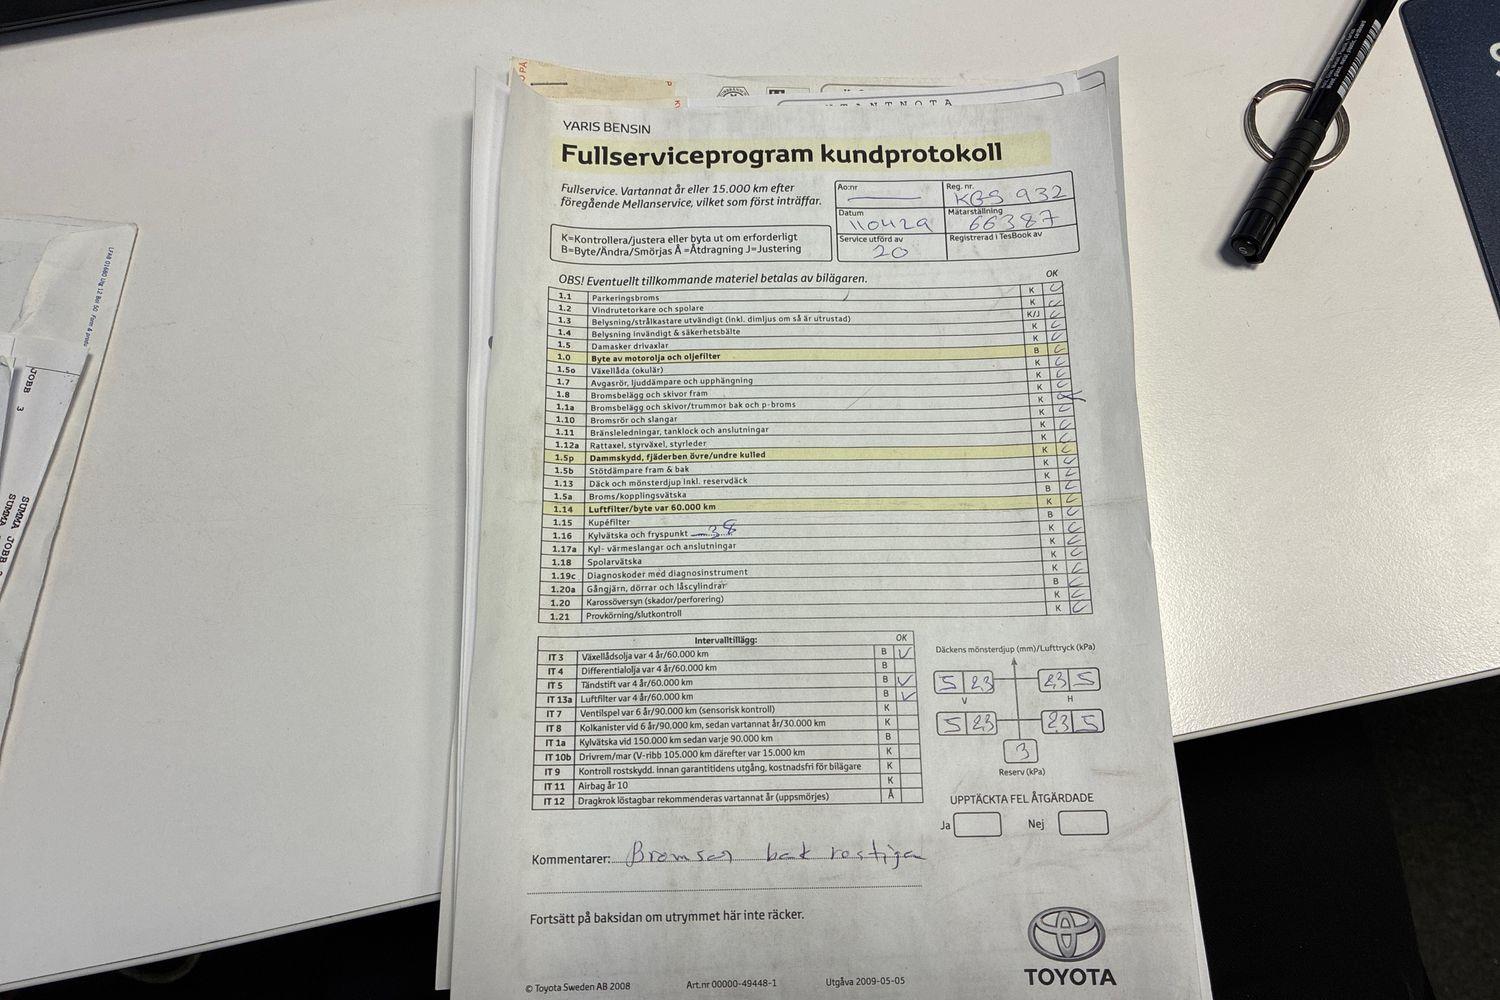 YARIS BENSIN
Fullserviceprogram kundprotokoll
Fullservice. Vartannat år eller 15.000 km efter
föregående Mellanservice, vilket som först inträffar.
Ao:nr
Reg. nr.
KBS 932
Datum
110429
Mätarställning
66387
Service utförd av
20
Registrerad i TesBook av
K=Kontrollera/justera eller byta ut om erforderligt
B=Byte/Ändra/Smörjas Å =Åtdragning J=Justering
OBS! Eventuellt tillkommande materiel betalas av bilägaren.
OK
1.1 Parkeringsbroms K
1.2 Vindrutetorkare och spolare K
1.3 Belysning/strålkastare utvändigt (inkl. dimljus om så är utrustad) K/J
1.4 Belysning invändigt & säkerhetsbälte K
1.5 Damasker drivaxlar K
1.0 Byte av motorolja och oljefilter B
1.5o Växellåda (okulär) K
1.7 Avgasrör, ljuddämpare och upphängning K
1.8 Bromsbelägg och skivor fram K
1.1a Bromsbelägg och skivor/trummor bak och p-broms K
1.10 Bromsrör och slangar K
1.11 Bränsleledningar, tanklock och anslutningar K
1.12a Rattaxel, styrväxel, styrleder K
1.5p Dammskydd, fjäderben övre/undre kulled K
1.5b Stötdämpare fram & bak K
1.13 Däck och mönsterdjup inkl. reservdäck K
1.5a Broms/kopplingsvätska B
1.14 Luftfilter/byte var 60.000 km K
1.15 Kupéfilter B
1.16 Kylvätska och fryspunkt 38 K
1.17a Kyl- värmeslangar och anslutningar K
1.18 Spolarvätska K
1.19c Diagnoskoder med diagnosinstrument K
1.20a Gångjärn, dörrar och låscylindrar B
1.20 Karossöversyn (skador/perforering) K
1.21 Provkörning/slutkontroll K
Intervalltillägg: OK
IT 3 Växellådsolja var 4 år/60.000 km B
IT 4 Differentialolja var 4 år/60.000 km B
IT 5 Tändstift var 4 år/60.000 km B
IT 13a Luftfilter var 4 år/60.000 km B
IT 7 Ventilspel var 6 år/90.000 km (sensorisk kontroll) K
IT 8 Kolkanister vid 6 år/90.000 km, sedan vartannat år/30.000 km K
IT 1a Kylvätska vid 150.000 km sedan varje 90.000 km B
IT 10b Drivrem/mar (V-ribb 105.000 km därefter var 15.000 km K
IT 9 Kontroll rostskydd. innan garantitidens utgång, kostnadsfri för bilägare K
IT 11 Airbag år 10 K
IT 12 Dragkrok löstagbar rekommenderas vartannat år (uppsmörjes) Å
Däckens mönsterdjup (mm)/Lufttryck (kPa)
5 2,3 2,3 5
V H
5 2,3 2,3 5
3
Reserv (kPa)
UPPTÄCKTA FEL ÅTGÄRDADE
Ja Nej
Kommentarer: Bromsar bak rostiga
Fortsätt på baksidan om utrymmet här inte räcker.
TOYOTA
© Toyota Sweden AB 2008
Art.nr 00000-49448-1
Utgåva 2009-05-05
JOBB 3
SUMMA JOBB
SUMMA